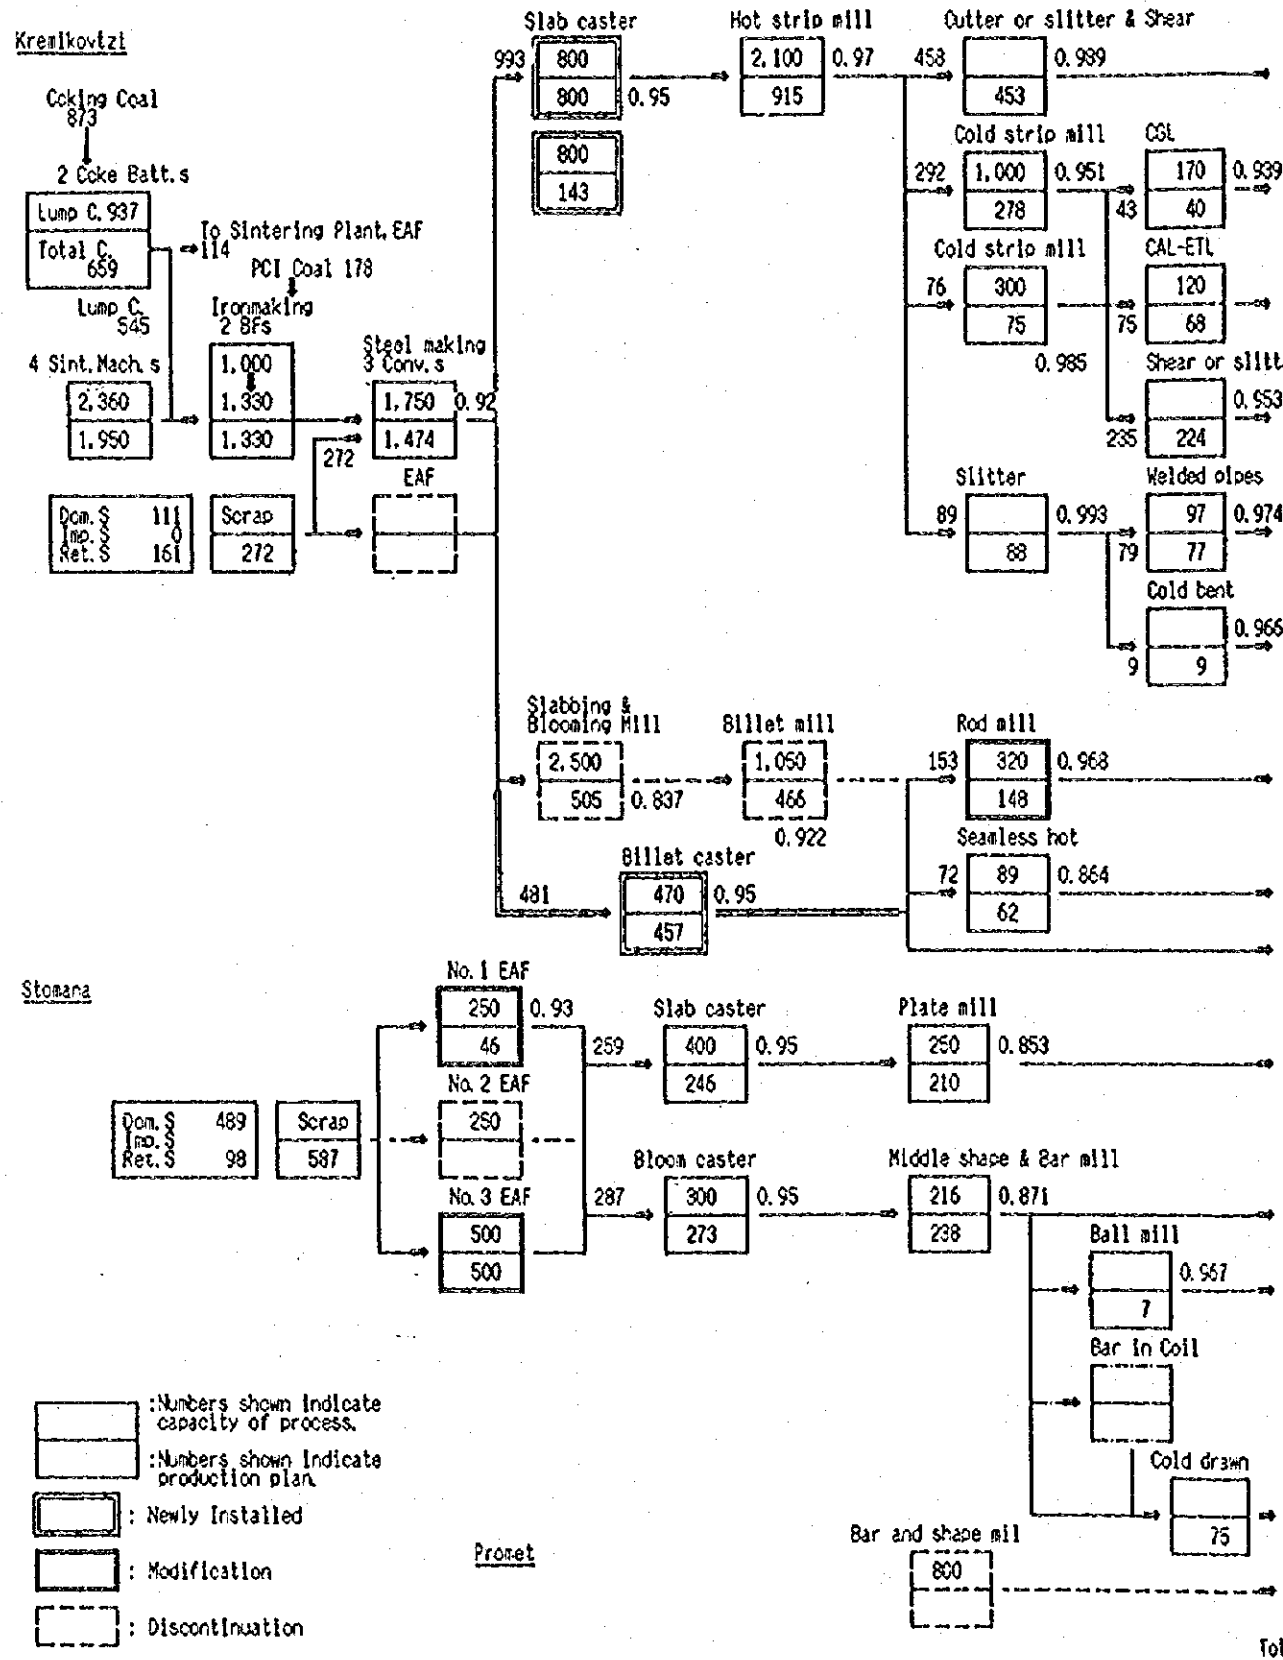 Kremikovtzi
Coking Coal
873
2 Coke Batt.s
Lump C. 937
Total C.
659
To Sintering Plant, EAF
114
PCI Coal 178
Lump C.
545
Ironmaking
2 BFs
1,000
1,330
1,330
4 Sint. Mach. s
2,360
1,950
Steel making
3 Conv. s
1,750
0.92
1,474
272
EAF
Dom. S 111
Imp. S 0
Ret. S 161
Scrap
272
Slab caster
993
800
800
0.95
800
143
Hot strip mill
2,100
0.97
915
Cutter or slitter & Shear
458
0.989
453
Cold strip mill
292
1,000
0.951
278
CGL
170
0.939
43
40
Cold strip mill
76
300
75
0.985
CAL-ETL
120
75
68
Shear or slitt
0.953
235
224
Slitter
89
0.993
88
Welded pipes
97
0.974
79
77
Cold bent
0.966
9
9
Slabbing &
Blooming Mill
2,500
505
0.837
Billet mill
1,050
466
0.922
Rod mill
153
320
0.968
148
Seamless hot
72
89
0.864
62
Billet caster
481
470
0.95
457
Stomana
No. 1 EAF
250
0.93
46
No. 2 EAF
250
No. 3 EAF
500
500
Dom. S 489
Imp. S
Ret. S 98
Scrap
587
Slab caster
259
400
0.95
246
Plate mill
250
0.853
210
Bloom caster
287
300
0.95
273
Middle shape & Bar mill
216
0.871
238
Ball mill
0.967
7
Bar in Coil
Cold drawn
75
:Numbers shown indicate
capacity of process.
:Numbers shown indicate
production plan.
: Newly Installed
: Modification
: Discontinuation
Promet
Bar and shape mil
800
Tot